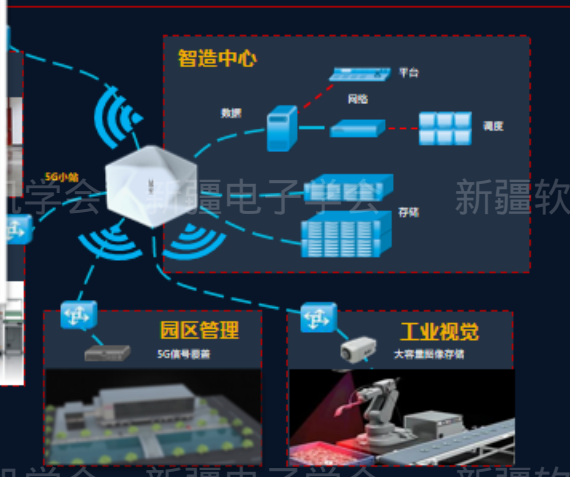 智造中心
平台
网络
数据
调度
5G小站
机学会 新疆电子学会 新疆软
存储
园区管理
5G信号覆盖
工业视觉
大容量图像存储
机学会 新疆电子学会 新疆软